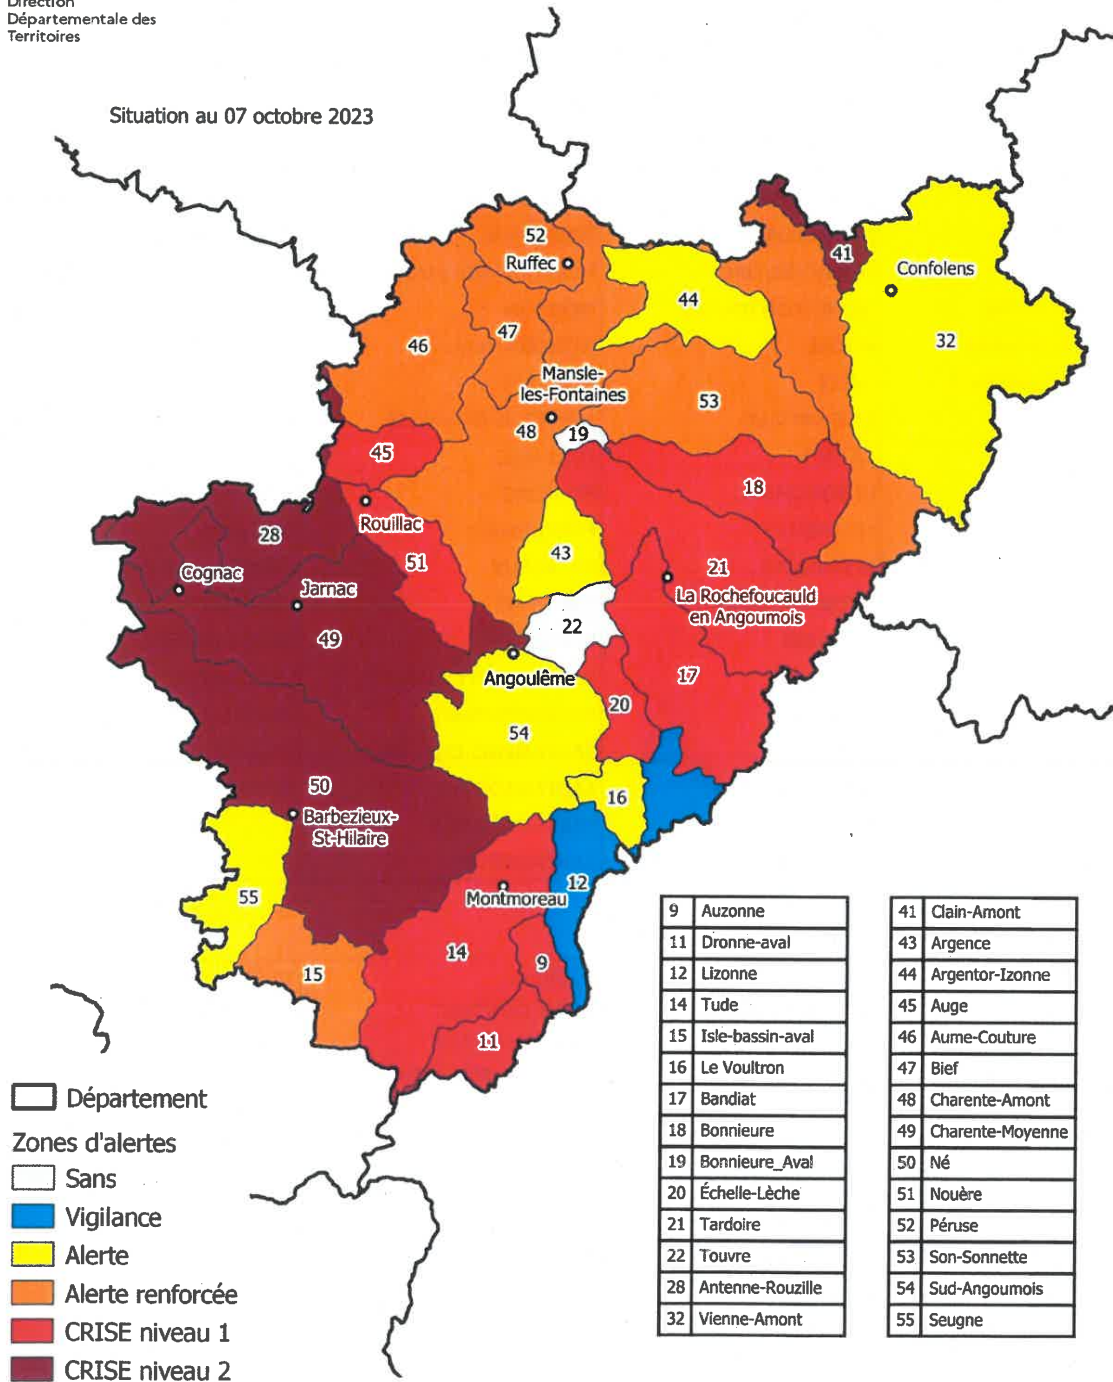 Direction
Départementale des
Territoires
Situation au 07 octobre 2023
52
Ruffec
41
Confolens
44
46
47
32
Mansle-
les-Fontaines
53
48
19
45
18
Rouillac
28
43
51
21
Cognac
Jarnac
La Rochefoucauld
en Angoumois
22
49
Angoulême
17
20
54
50
16
Barbezieux-
St-Hilaire
12
55
Montmoreau
14
9
15
11
9 Auzonne
11 Dronne-aval
12 Lizonne
14 Tude
15 Isle-bassin-aval
16 Le Voultron
17 Bandiat
18 Bonnieure
19 Bonnieure_Aval
20 Échelle-Lèche
21 Tardoire
22 Touvre
28 Antenne-Rouzille
32 Vienne-Amont
41 Clain-Amont
43 Argence
44 Argentor-Izonne
45 Auge
46 Aume-Couture
47 Bief
48 Charente-Amont
49 Charente-Moyenne
50 Né
51 Nouère
52 Péruse
53 Son-Sonnette
54 Sud-Angoumois
55 Seugne
Département
Zones d'alertes
Sans
Vigilance
Alerte
Alerte renforcée
CRISE niveau 1
CRISE niveau 2